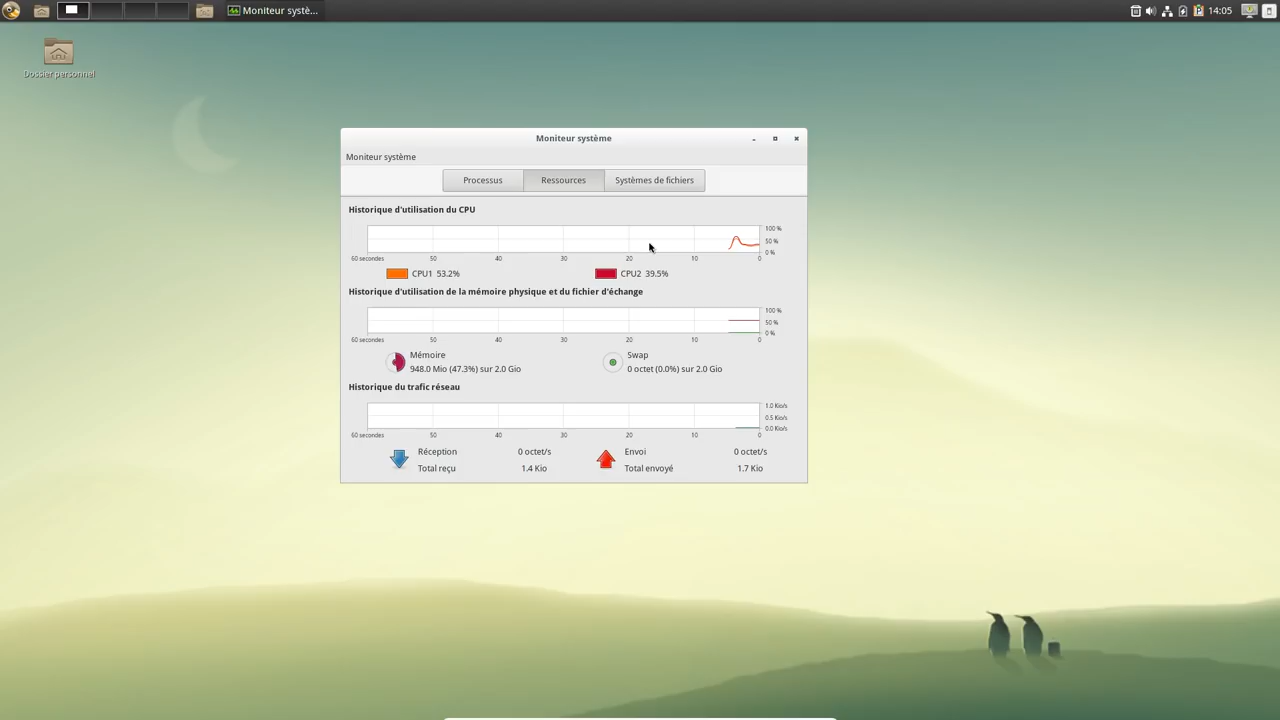 Moniteur systè...
14:05
Dossier personnel
Moniteur système
Moniteur système
Processus
Ressources
Systèmes de fichiers
Historique d'utilisation du CPU
100 %
50 %
0 %
60 secondes 50 40 30 20 10 0
CPU1 53.2% CPU2 39.5%
Historique d'utilisation de la mémoire physique et du fichier d'échange
100 %
50 %
0 %
60 secondes 50 40 30 20 10 0
Mémoire
948.0 Mio (47.3%) sur 2.0 Gio
Swap
0 octet (0.0%) sur 2.0 Gio
Historique du trafic réseau
1.0 Kio/s
0.5 Kio/s
0.0 Kio/s
60 secondes 50 40 30 20 10 0
Réception 0 octet/s
Total reçu 1.4 Kio
Envoi 0 octet/s
Total envoyé 1.7 Kio